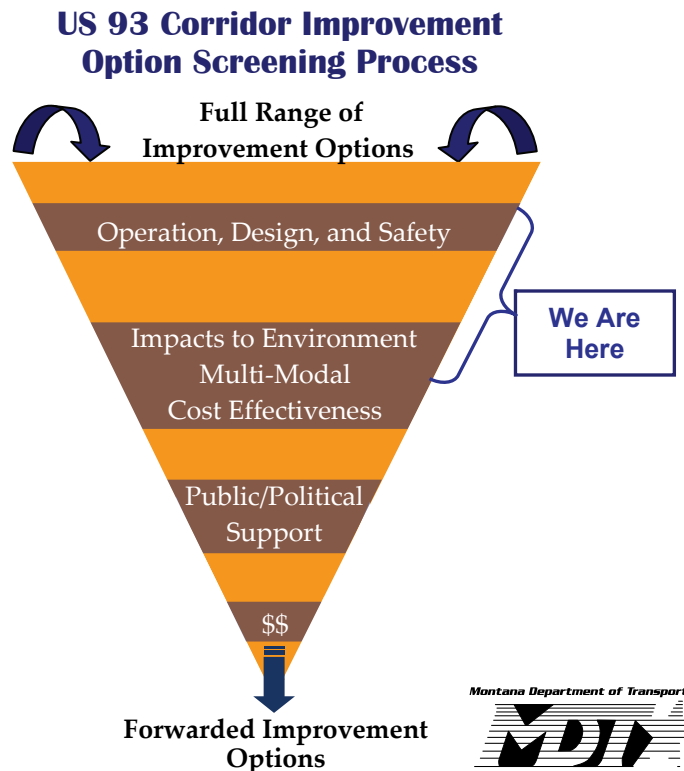 US 93 Corridor Improvement
Option Screening Process
Full Range of
Improvement Options
Operation, Design, and Safety
We Are
Here
Impacts to Environment
Multi-Modal
Cost Effectiveness
Public/Political
Support
$$
Forwarded Improvement
Options
Montana Department of Transport
MDT